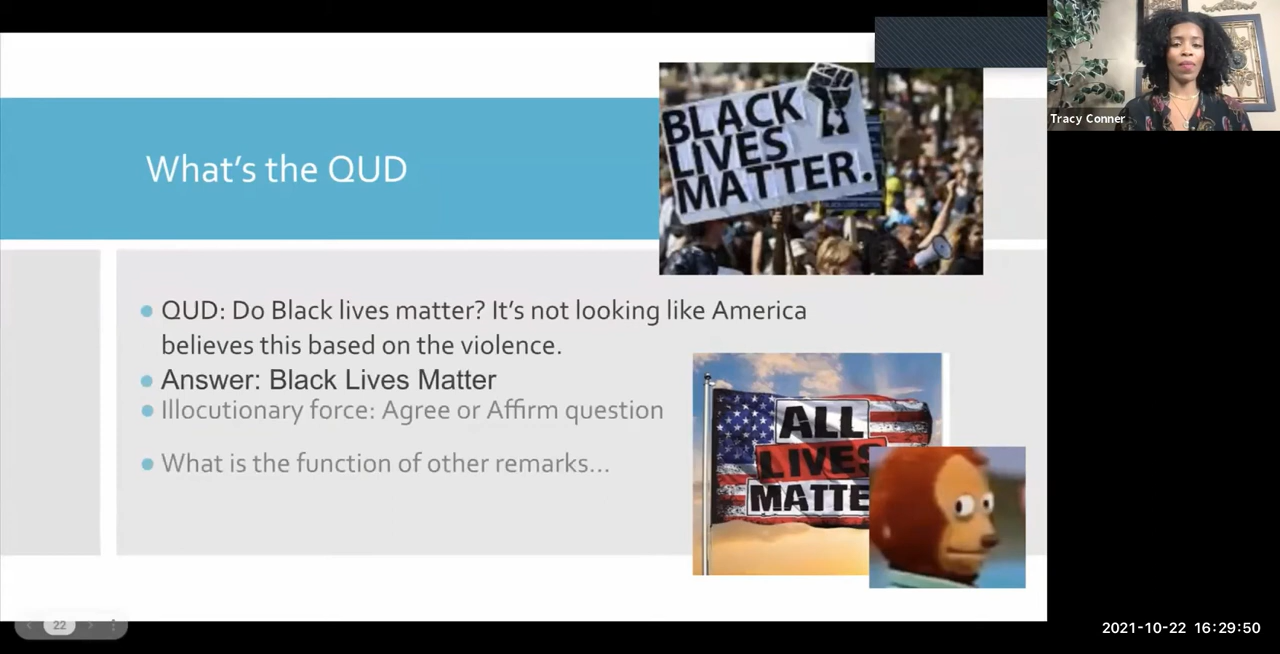 What's the QUD
BLACK
LIVES
MATTER.
Tracy Conner
QUD: Do Black lives matter? It's not looking like America
believes this based on the violence.
Answer: Black Lives Matter
Illocutionary force: Agree or Affirm question
What is the function of other remarks...
ALL
LIVES
MATTE
22
2021-10-22 16:29:50